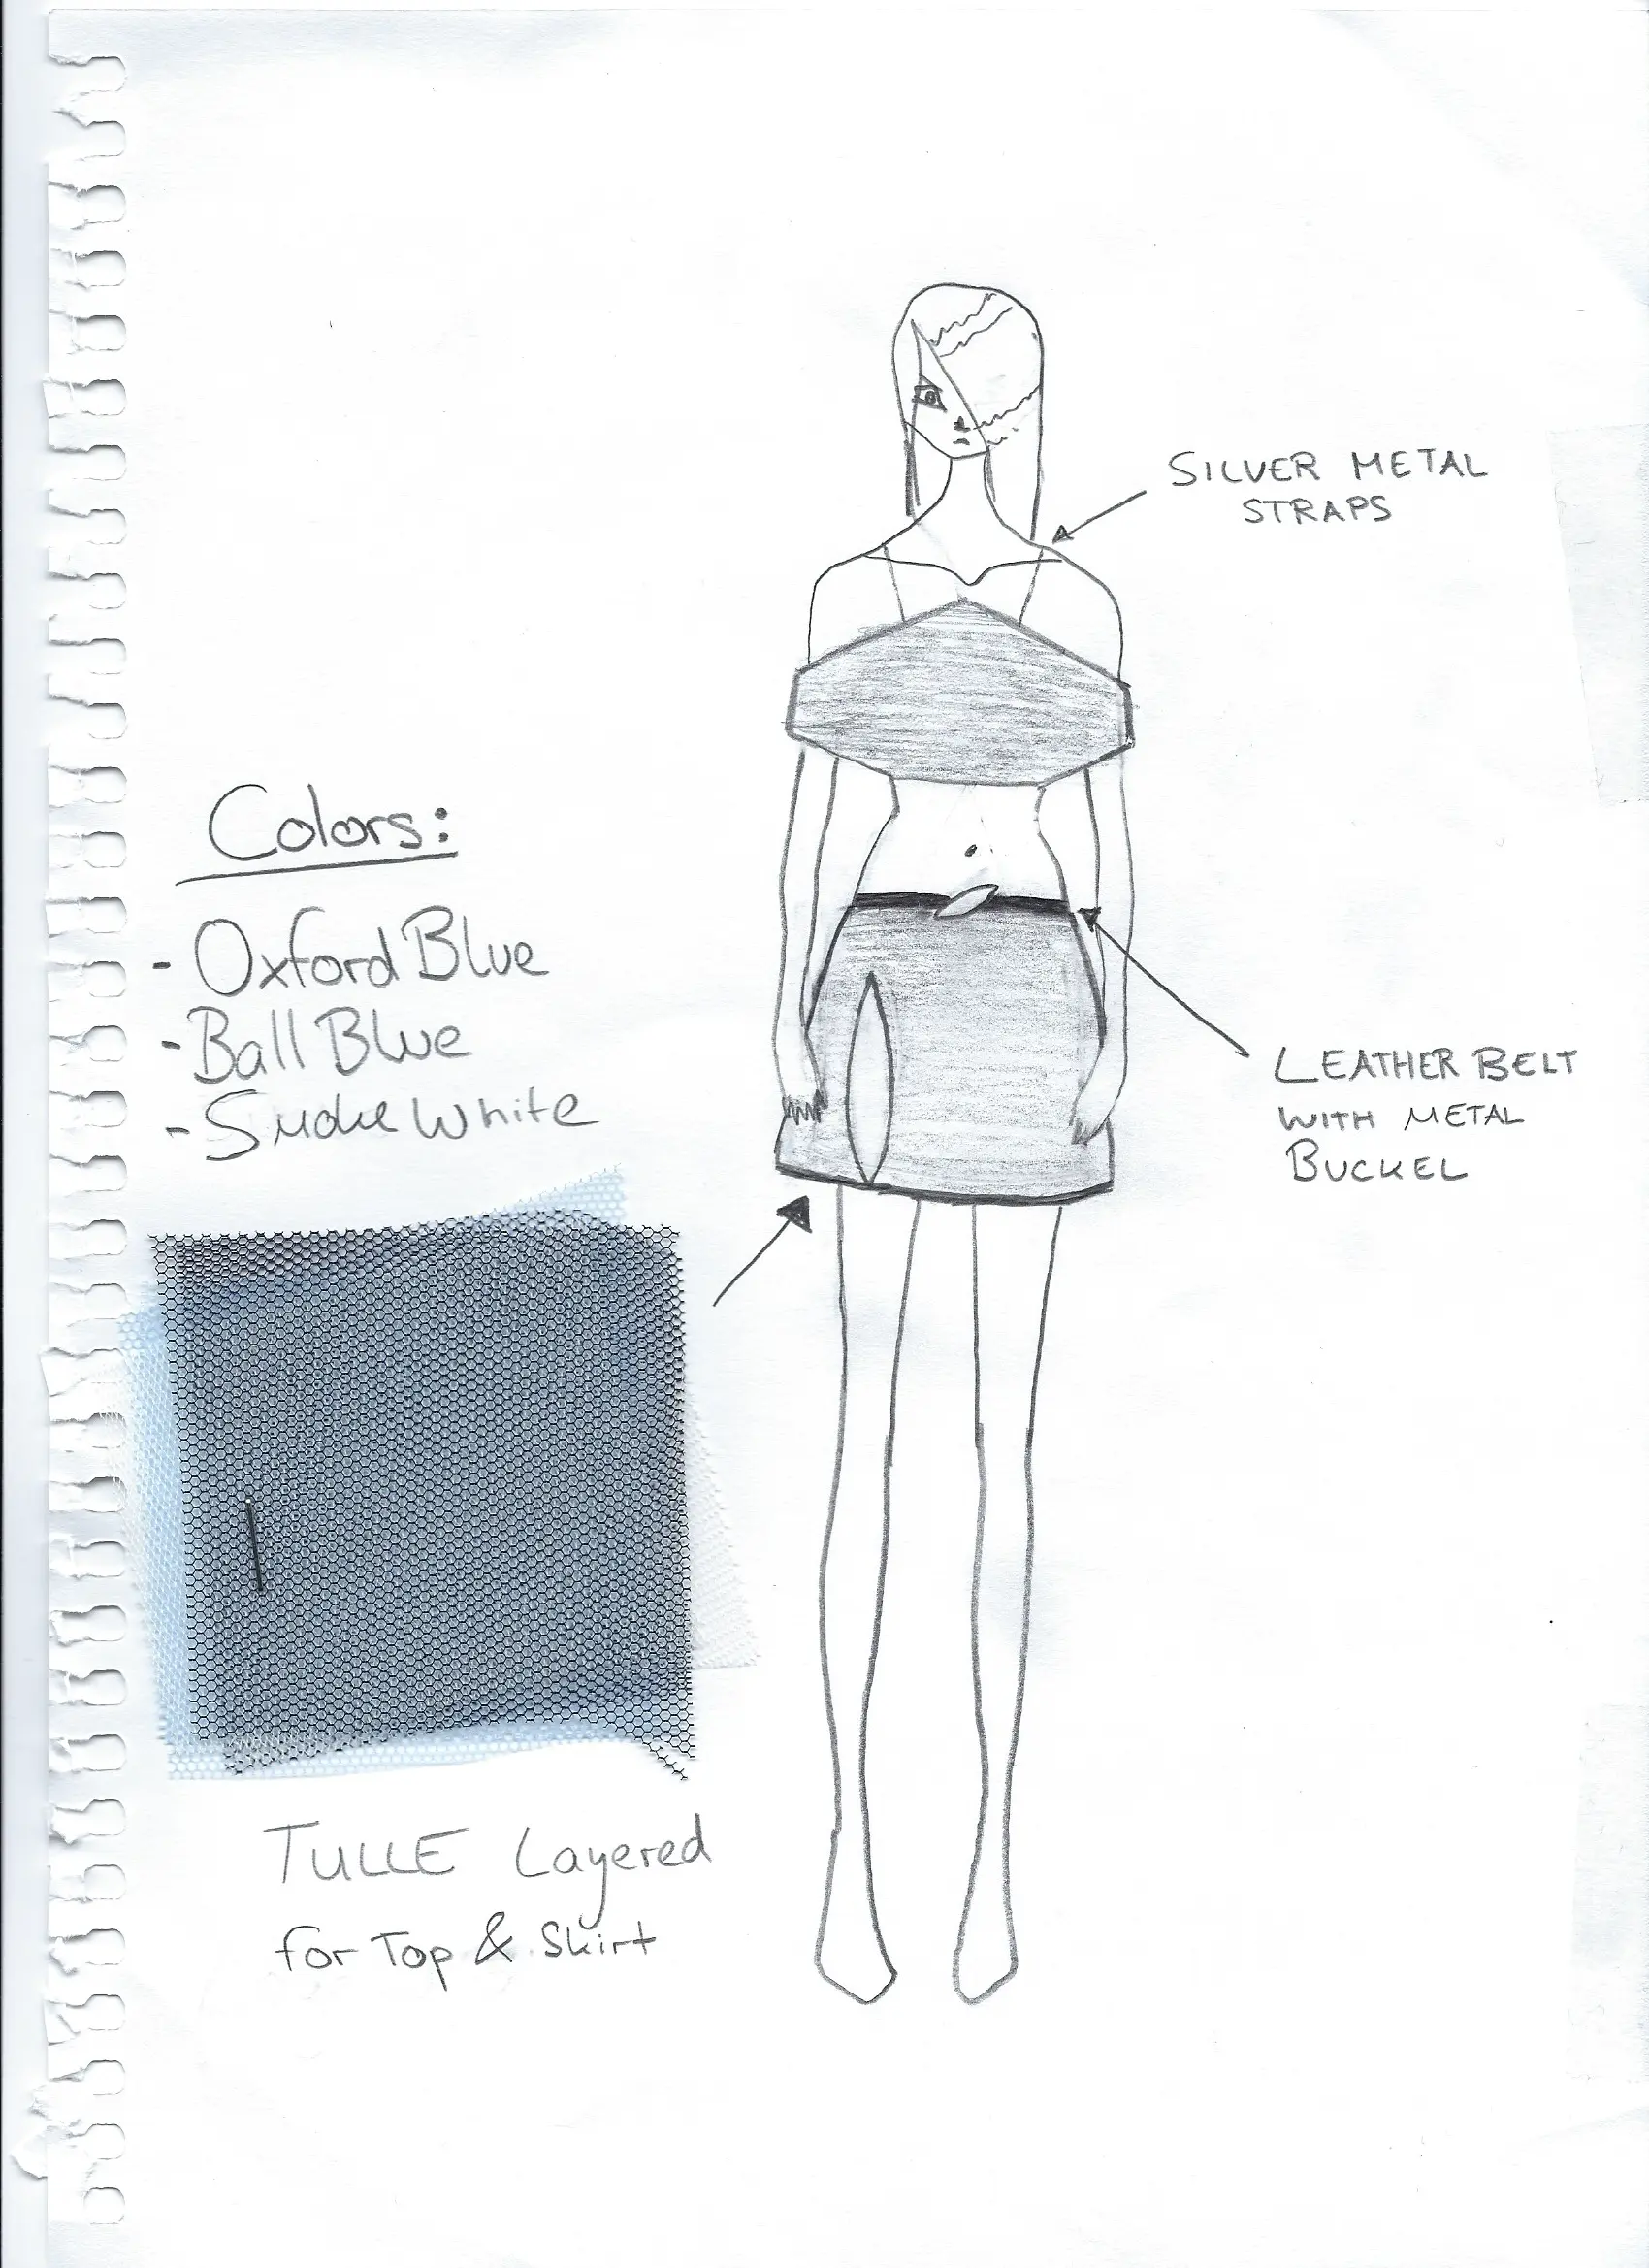 SILVER METAL
STRAPS
Colors:
- Oxford Blue
- Ball Blue
- Smoke White
LEATHER BELT
WITH METAL
BUCKEL
TULLE Layered
for Top & Skirt